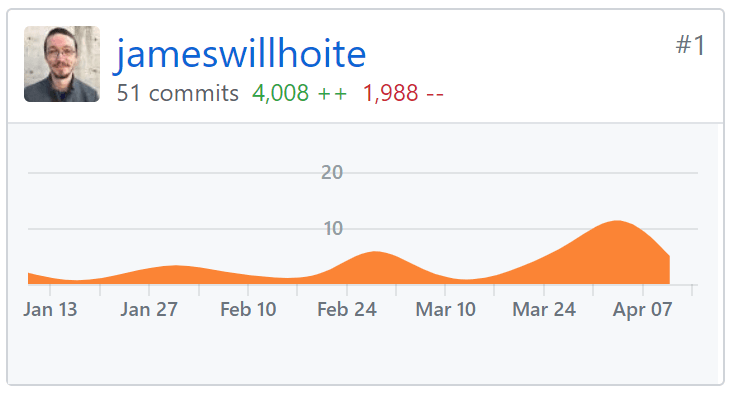 jameswillhoite
#1
51 commits 4,008 ++ 1,988 --
20
10
Jan 13 Jan 27 Feb 10 Feb 24 Mar 10 Mar 24 Apr 07